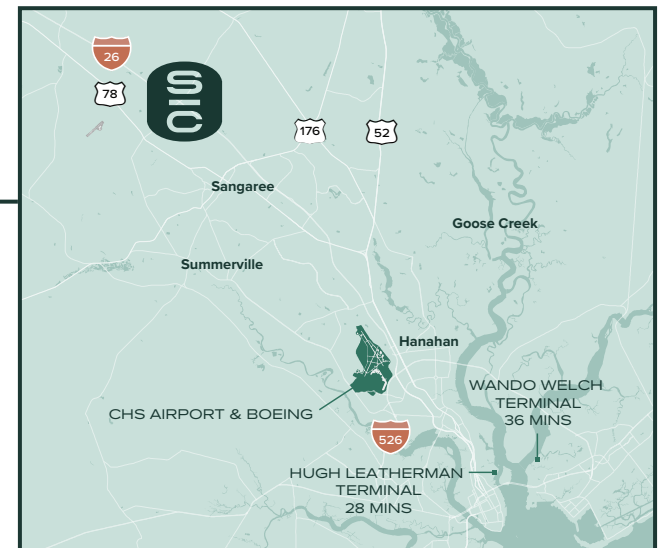 26
78
S
C
176
52
Sangaree
Goose Creek
Summerville
Hanahan
WANDO WELCH
TERMINAL
36 MINS
CHS AIRPORT & BOEING
526
HUGH LEATHERMAN
TERMINAL
28 MINS